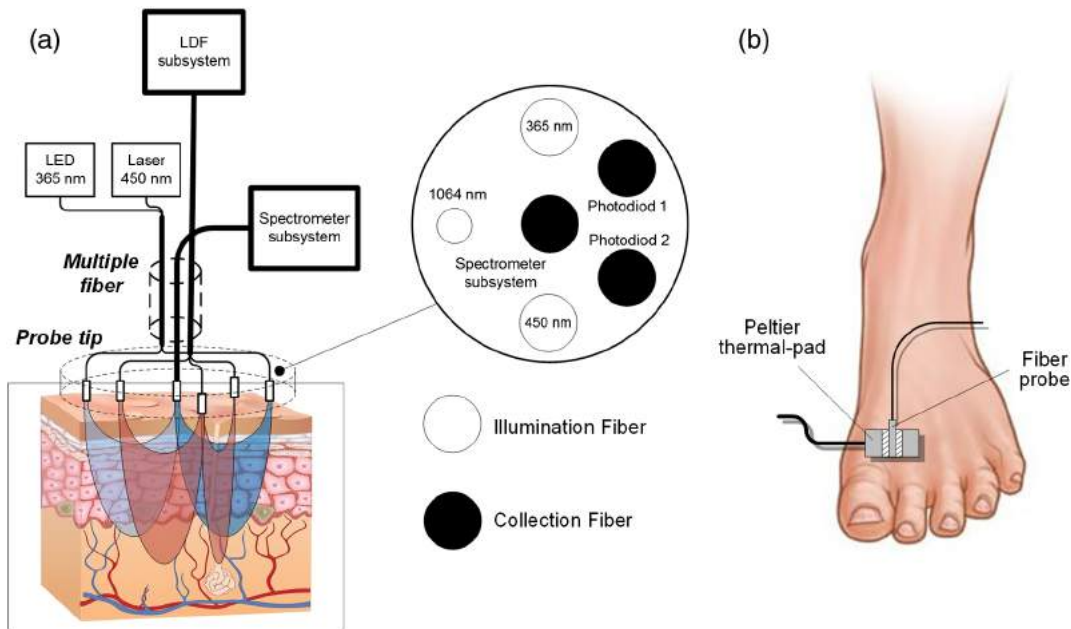 (a)
LDF
subsystem
LED
365 nm
Laser
450 nm
Spectrometer
subsystem
Multiple
fiber
Probe tip
365 nm
1064 nm
Photodiod 1
Photodiod 2
Spectrometer
subsystem
450 nm
Illumination Fiber
Collection Fiber
(b)
Peltier
thermal-pad
Fiber
probe